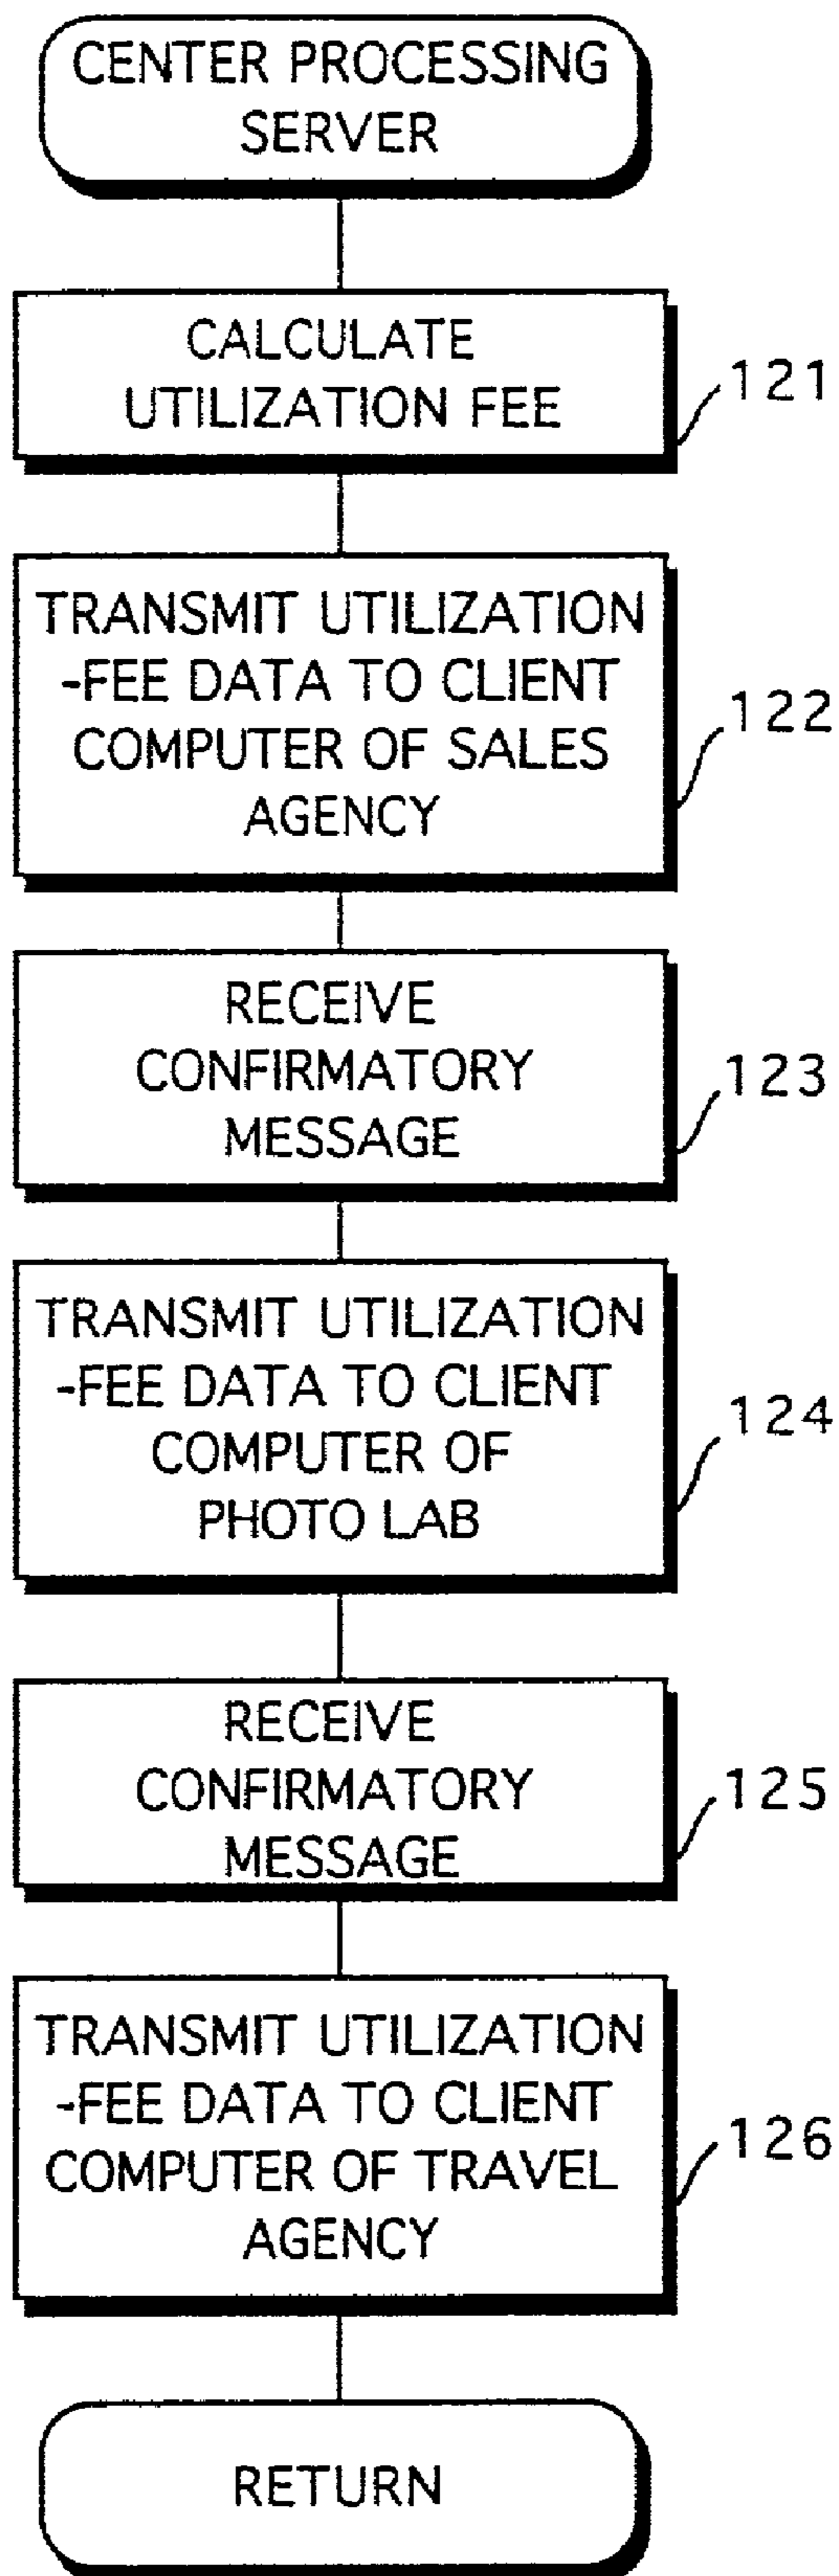 CENTER PROCESSING
SERVER
CALCULATE
UTILIZATION FEE
121
TRANSMIT UTILIZATION
-FEE DATA TO CLIENT
COMPUTER OF SALES
AGENCY
122
RECEIVE
CONFIRMATORY
MESSAGE
123
TRANSMIT UTILIZATION
-FEE DATA TO CLIENT
COMPUTER OF
PHOTO LAB
124
RECEIVE
CONFIRMATORY
MESSAGE
125
TRANSMIT UTILIZATION
-FEE DATA TO CLIENT
COMPUTER OF TRAVEL
AGENCY
126
RETURN